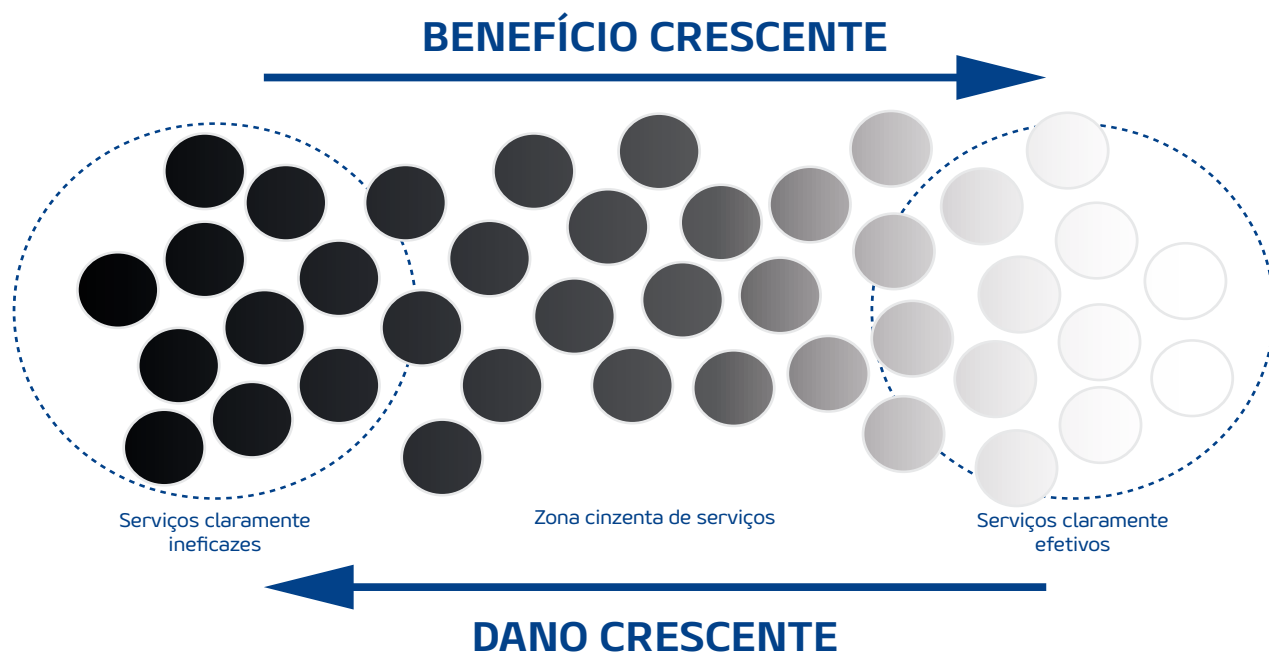 BENEFÍCIO CRESCENTE
Serviços claramente
ineficazes
Zona cinzenta de serviços
Serviços claramente
efetivos
DANO CRESCENTE